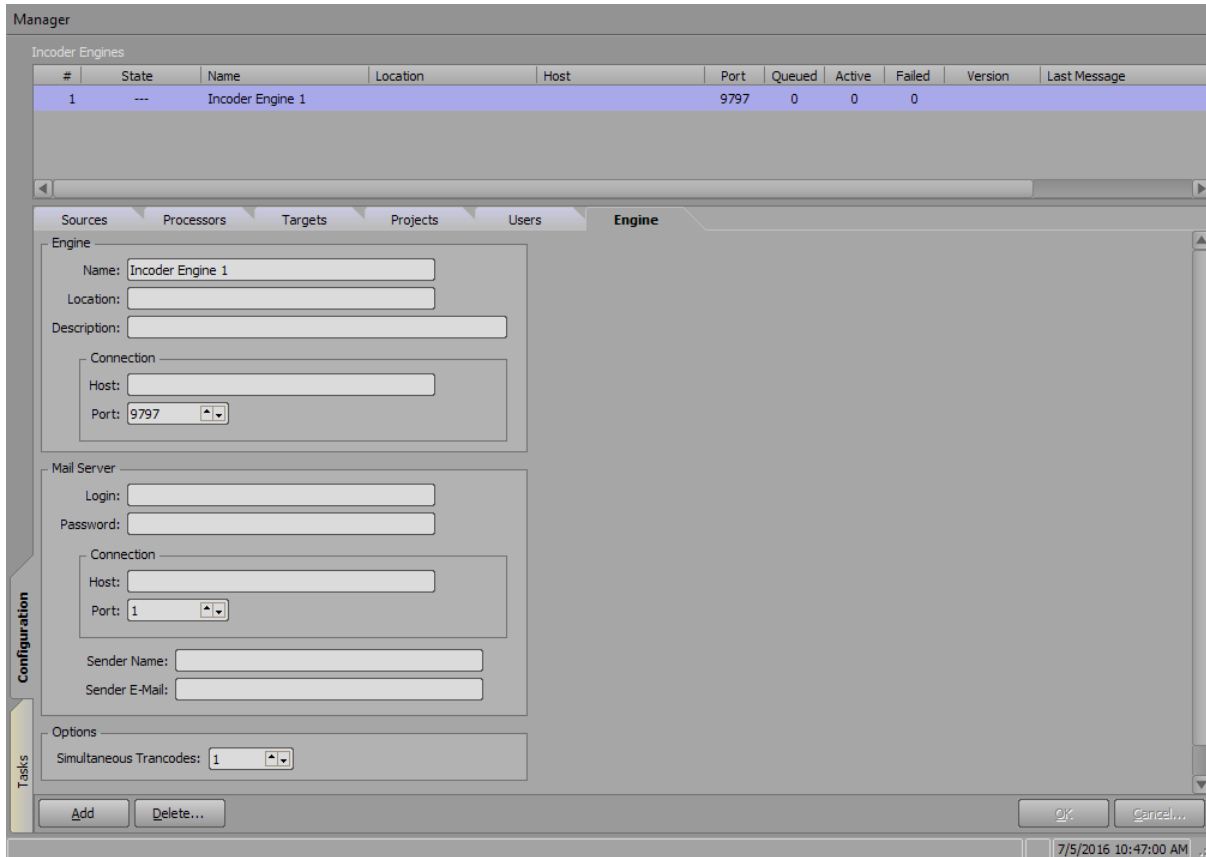 Manager
Incoder Engines
# State Name Location Host Port Queued Active Failed Version Last Message
1 --- Incoder Engine 1 9797 0 0 0
Sources Processors Targets Projects Users Engine
Engine
Name: Incoder Engine 1
Location:
Description:
Connection
Host:
Port: 9797
Mail Server
Login:
Password:
Connection
Host:
Port: 1
Sender Name:
Sender E-Mail:
Options
Simultaneous Trancodes: 1
Configuration
Tasks
Add Delete... OK Cancel...
7/5/2016 10:47:00 AM